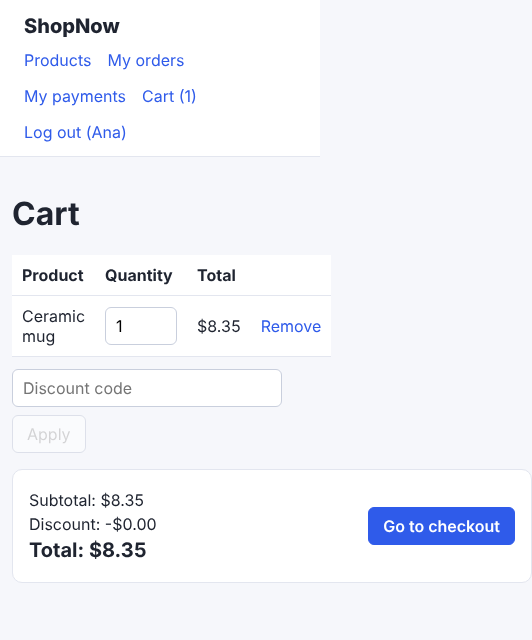 ShopNow
Products My orders
My payments Cart (1)
Log out (Ana)
Cart
Product Quantity Total
Ceramic mug 1 $8.35 Remove
Discount code
Apply
Subtotal: $8.35
Discount: -$0.00
Total: $8.35
Go to checkout